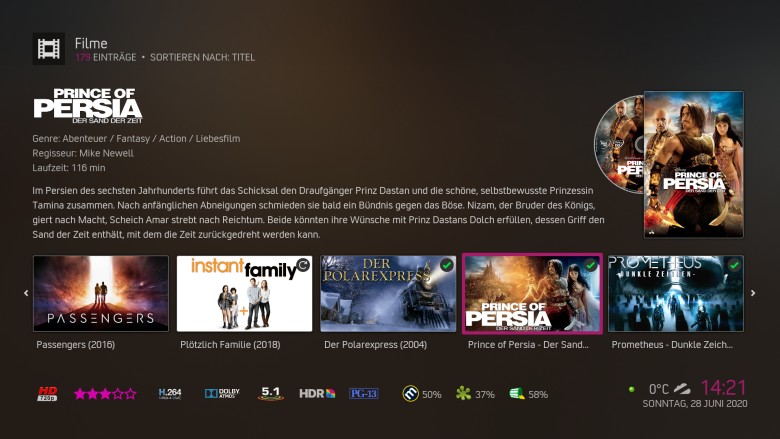 Filme
179 EINTRÄGE • SORTIEREN NACH: TITEL
PRINCE OF
PERSIA
DER SAND DER ZEIT
Genre: Abenteuer / Fantasy / Action / Liebesfilm
Regisseur: Mike Newell
Laufzeit: 116 min
Im Persien des sechsten Jahrhunderts führt das Schicksal den Draufgänger Prinz Dastan und die schöne, selbstbewusste Prinzessin
Tamina zusammen. Nach anfänglichen Abneigungen schmieden sie bald ein Bündnis gegen das Böse. Nizam, der Bruder des Königs,
giert nach Macht, Scheich Amar strebt nach Reichtum. Beide könnten ihre Wünsche mit Prinz Dastans Dolch erfüllen, dessen Griff den
Sand der Zeit enthält, mit dem die Zeit zurückgedreht werden kann.
PRINCE OF
PERSIA
PASSENGERS
instant
family
DER
POLAREXPRESS
PRINCE OF
PERSIA
DER SAND DER ZEIT
PROMETHEUS
- DUNKLE ZEICHEN -
Passengers (2016)
Plötzlich Familie (2018)
Der Polarexpress (2004)
Prince of Persia - Der Sand...
Prometheus - Dunkle Zeich...
HD
720p
H.264
DOLBY
ATMOS
5.1
HDR
PG-13
50%
37%
58%
0°C
14:21
SONNTAG, 28 JUNI 2020